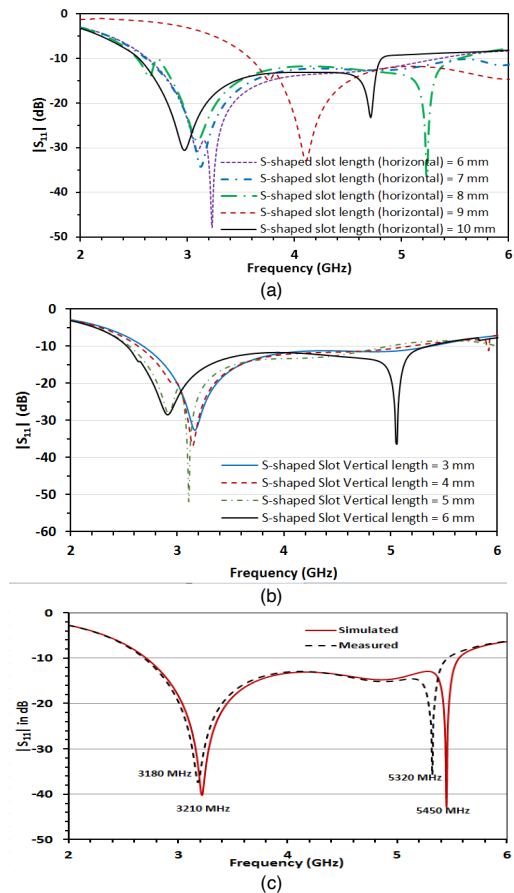 2 3 4 5 6
0
-10
-20
-30
-40
-50
|S11| (dB)
S-shaped slot length (horizontal) = 6 mm
S-shaped slot length (horizontal) = 7 mm
S-shaped slot length (horizontal) = 8 mm
S-shaped slot length (horizontal) = 9 mm
S-shaped slot length (horizontal) = 10 mm
Frequency (GHz)
(a)
0
-10
-20
-30
-40
-50
-60
|S11| (dB)
S-shaped Slot Vertical length = 3 mm
S-shaped Slot Vertical length = 4 mm
S-shaped Slot Vertical length = 5 mm
S-shaped Slot Vertical length = 6 mm
2 3 4 5 6
Frequency (GHz)
(b)
0
-10
-20
-30
-40
-50
|S11| in dB
Simulated
Measured
3180 MHz
3210 MHz
5320 MHz
5450 MHz
2 3 4 5 6
Frequency (GHz)
(c)